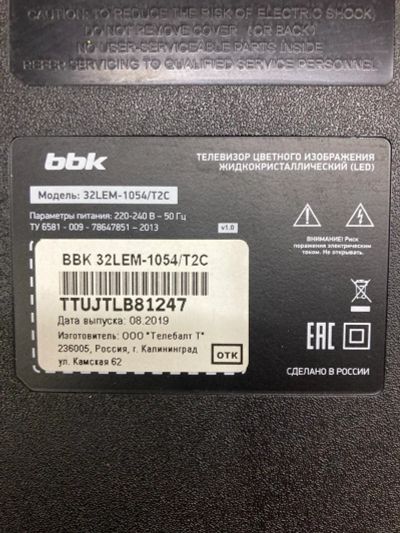 CAUTION: TO REDUCE THE RISK OF ELECTRIC SHOCK,
DO NOT REMOVE COVER (OR BACK)
NO USER-SERVICEABLE PARTS INSIDE
REFER SERVICING TO QUALIFIED SERVICE PERSONNEL
bbk
ТЕЛЕВИЗОР ЦВЕТНОГО ИЗОБРАЖЕНИЯ
ЖИДКОКРИСТАЛЛИЧЕСКИЙ (LED)
Модель: 32LEM-1054/T2C
Параметры питания: 220-240 В – 50 Гц
ТУ 6581 - 009 - 78647851 – 2013
v1.0
ВНИМАНИЕ! Риск
поражения электрическим
током. Не открывать.
BBK 32LEM-1054/T2C
TTUJTLB81247
Дата выпуска: 08.2019
Изготовитель: ООО "Телебалт Т"
236005, Россия, г. Калининград
ул. Камская 62
ОТК
EAC
СДЕЛАНО В РОССИИ